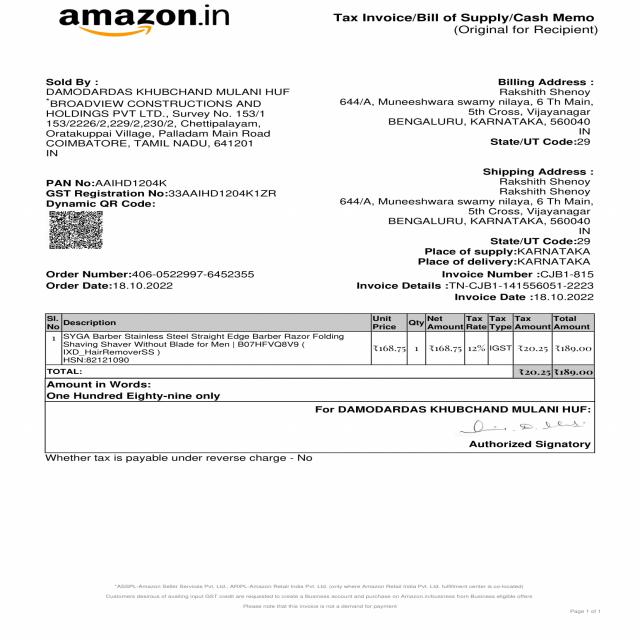 amazon.in
Tax Invoice/Bill of Supply/Cash Memo
(Original for Recipient)
Sold By :
DAMODARDAS KHUBCHAND MULANI HUF
*BROADVIEW CONSTRUCTIONS AND
HOLDINGS PVT LTD., Survey No. 153/1
153/2226/2,229/2,230/2, Chettipalayam,
Oratakuppai Village, Palladam Main Road
COIMBATORE, TAMIL NADU, 641201
IN
Billing Address :
Rakshith Shenoy
644/A, Muneeshwara swamy nilaya, 6 Th Main,
5th Cross, Vijayanagar
BENGALURU, KARNATAKA, 560040
IN
State/UT Code:29
PAN No:AAIHD1204K
GST Registration No:33AAIHD1204K1ZR
Dynamic QR Code:
Shipping Address :
Rakshith Shenoy
Rakshith Shenoy
644/A, Muneeshwara swamy nilaya, 6 Th Main,
5th Cross, Vijayanagar
BENGALURU, KARNATAKA, 560040
IN
State/UT Code:29
Place of supply:KARNATAKA
Place of delivery:KARNATAKA
Order Number:406-0522997-6452355
Order Date:18.10.2022
Invoice Number :CJB1-815
Invoice Details :TN-CJB1-141556051-2223
Invoice Date :18.10.2022
Sl. No Description Unit Price Qty Net Amount Tax Rate Tax Type Tax Amount Total Amount
1 SYGA Barber Stainless Steel Straight Edge Barber Razor Folding
Shaving Shaver Without Blade for Men | B07HFVQ8V9 (
IXD_HairRemoverSS )
HSN:82121090
₹168.75 1 ₹168.75 12% IGST ₹20.25 ₹189.00
TOTAL: ₹20.25 ₹189.00
Amount in Words:
One Hundred Eighty-nine only
For DAMODARDAS KHUBCHAND MULANI HUF:
Authorized Signatory
Whether tax is payable under reverse charge - No
*ASSPL-Amazon Seller Services Pvt. Ltd.; ARIPL-Amazon Retail India Pvt. Ltd. (only where Amazon Retail India Pvt. Ltd. fulfillment center is co-located)
Customers desirous of availing input GST credit are requested to create a Business account and purchase on Amazon.in/business from Business eligible offers
Please note that this invoice is not a demand for payment
Page 1 of 1